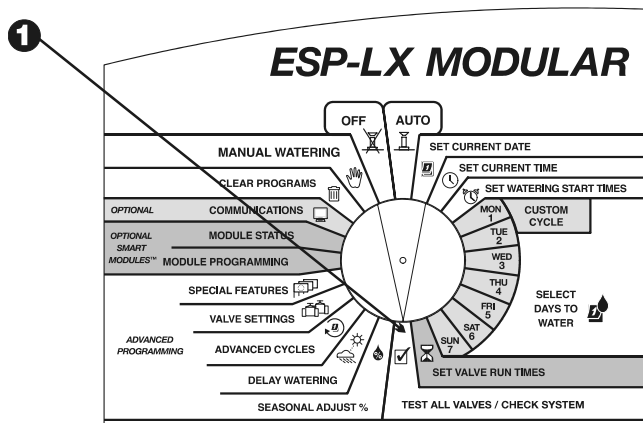 1
ESP-LX MODULAR
OFF
AUTO
MANUAL WATERING
CLEAR PROGRAMS
OPTIONAL
COMMUNICATIONS
OPTIONAL
SMART
MODULES™
MODULE STATUS
MODULE PROGRAMMING
SPECIAL FEATURES
VALVE SETTINGS
ADVANCED
PROGRAMMING
ADVANCED CYCLES
DELAY WATERING
SEASONAL ADJUST %
SET CURRENT DATE
SET CURRENT TIME
SET WATERING START TIMES
CUSTOM
CYCLE
MON
1
TUE
2
WED
3
THU
4
FRI
5
SAT
6
SUN
7
SELECT
DAYS TO
WATER
SET VALVE RUN TIMES
TEST ALL VALVES / CHECK SYSTEM